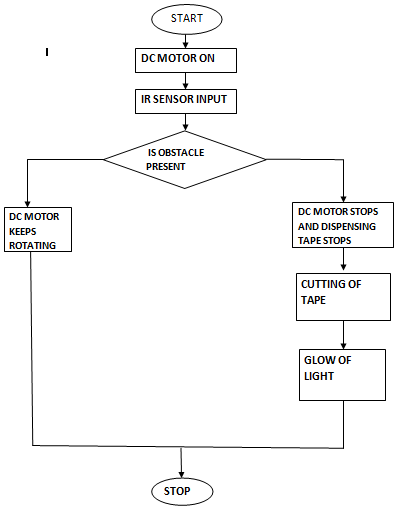 START
DC MOTOR ON
IR SENSOR INPUT
IS OBSTACLE
PRESENT
DC MOTOR
KEEPS
ROTATING
DC MOTOR STOPS
AND DISPENSING
TAPE STOPS
CUTTING OF
TAPE
GLOW OF
LIGHT
STOP